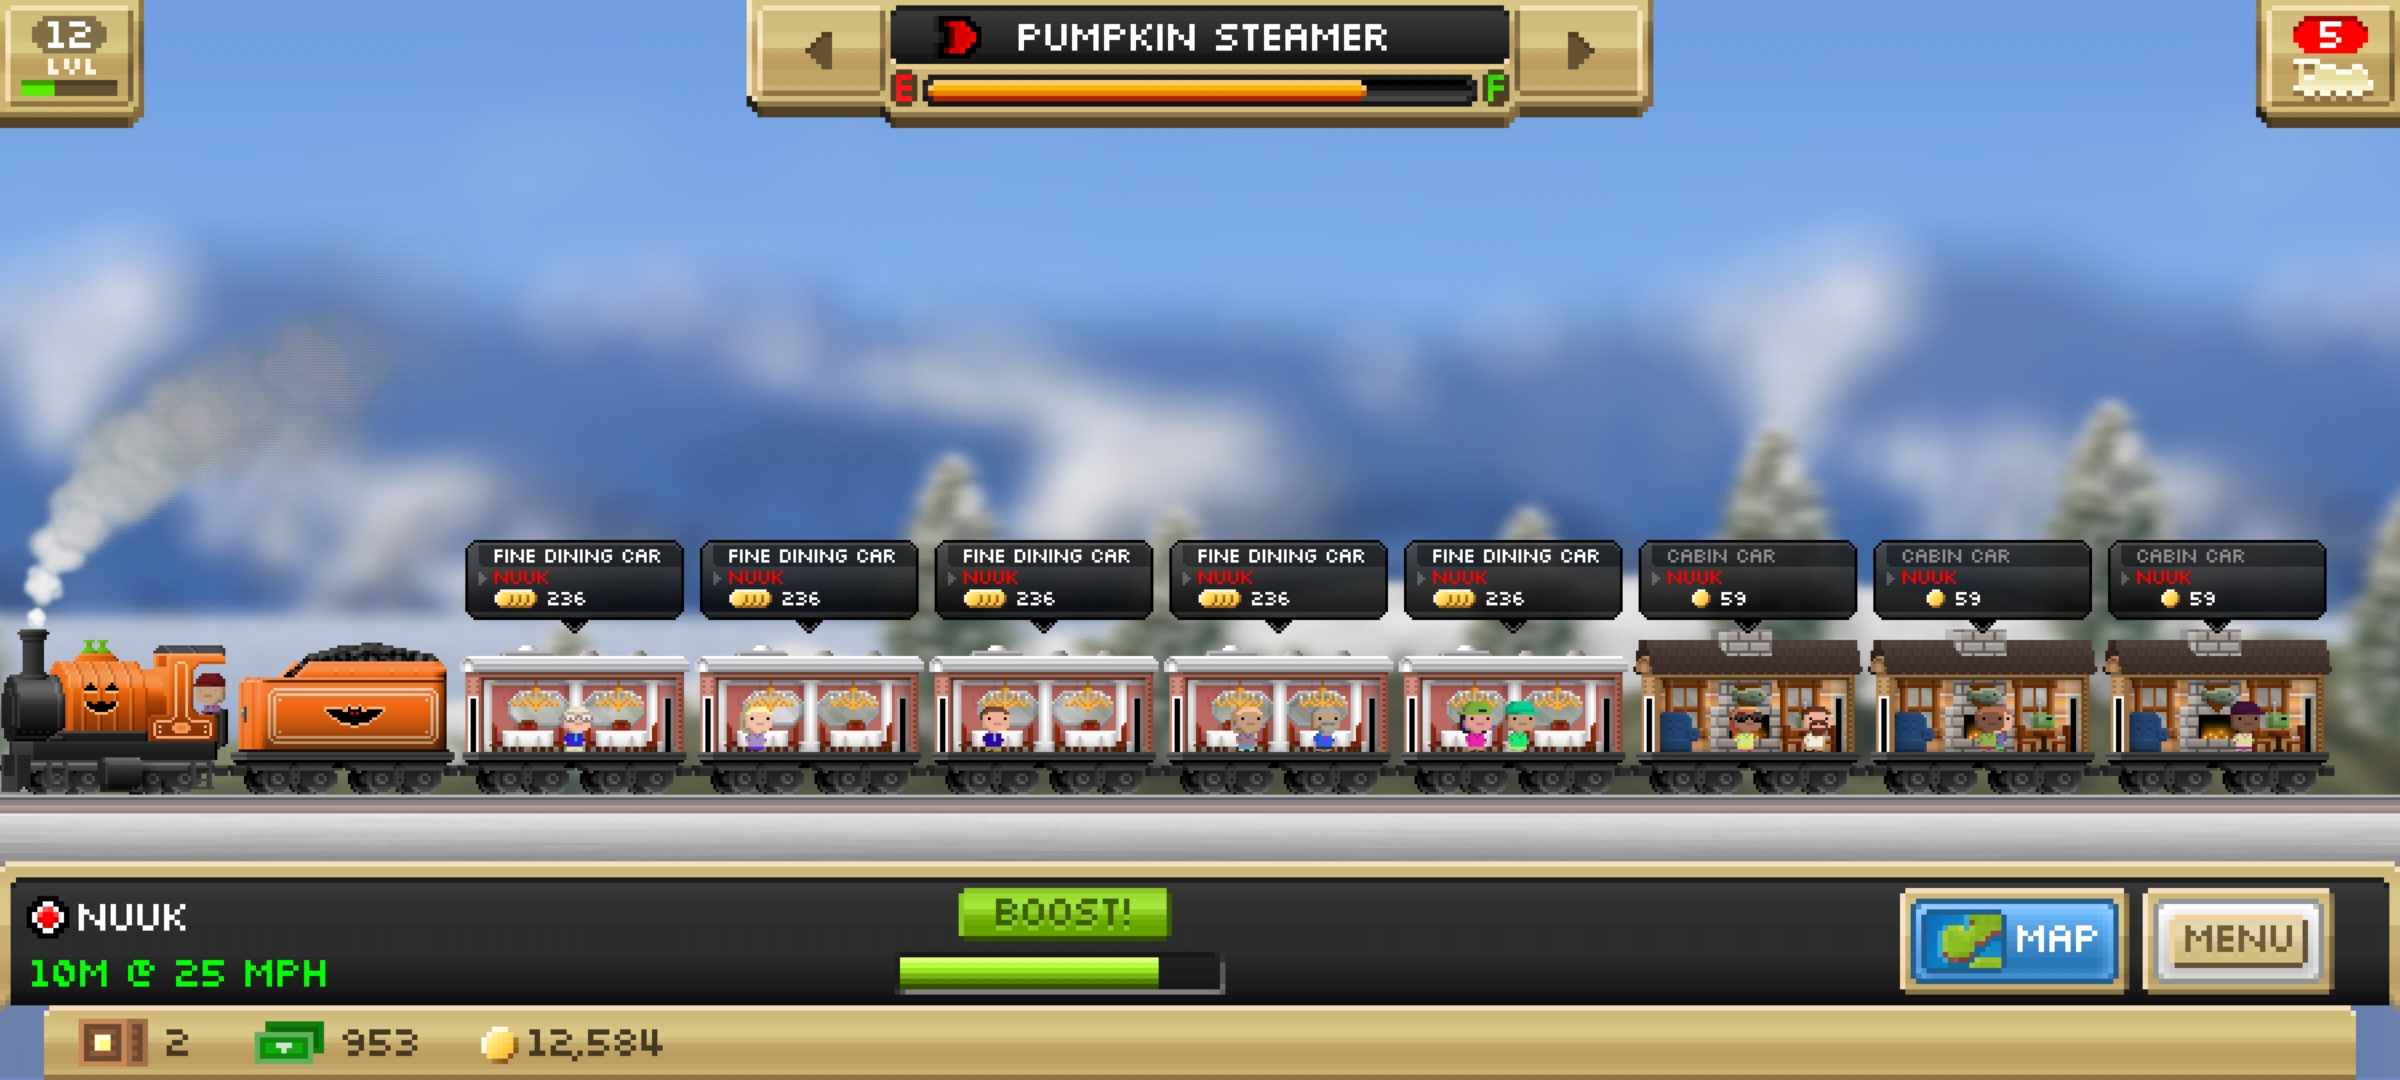 12
LVL
PUMPKIN STEAMER
E F
5
FINE DINING CAR
NUUK
236
FINE DINING CAR
NUUK
236
FINE DINING CAR
NUUK
236
FINE DINING CAR
NUUK
236
FINE DINING CAR
NUUK
236
CABIN CAR
NUUK
59
CABIN CAR
NUUK
59
CABIN CAR
NUUK
59
NUUK
10M @ 25 MPH
BOOST!
MAP
MENU
2 953 12,584